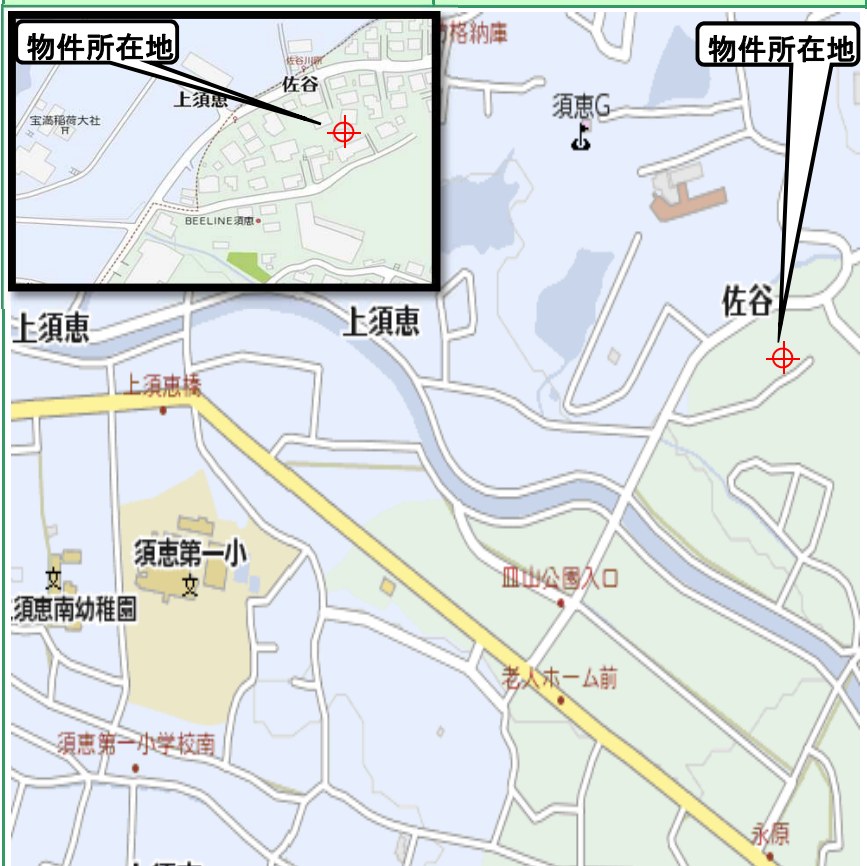 物件所在地
佐谷川原
佐谷
上須恵
宝満稲荷大社
BEELINE須恵
格納庫
物件所在地
須恵G
佐谷
上須恵
上須恵
上須恵橋
須恵第一小
須恵南幼稚園
皿山公園入口
老人ホーム前
須恵第一小学校南
永原